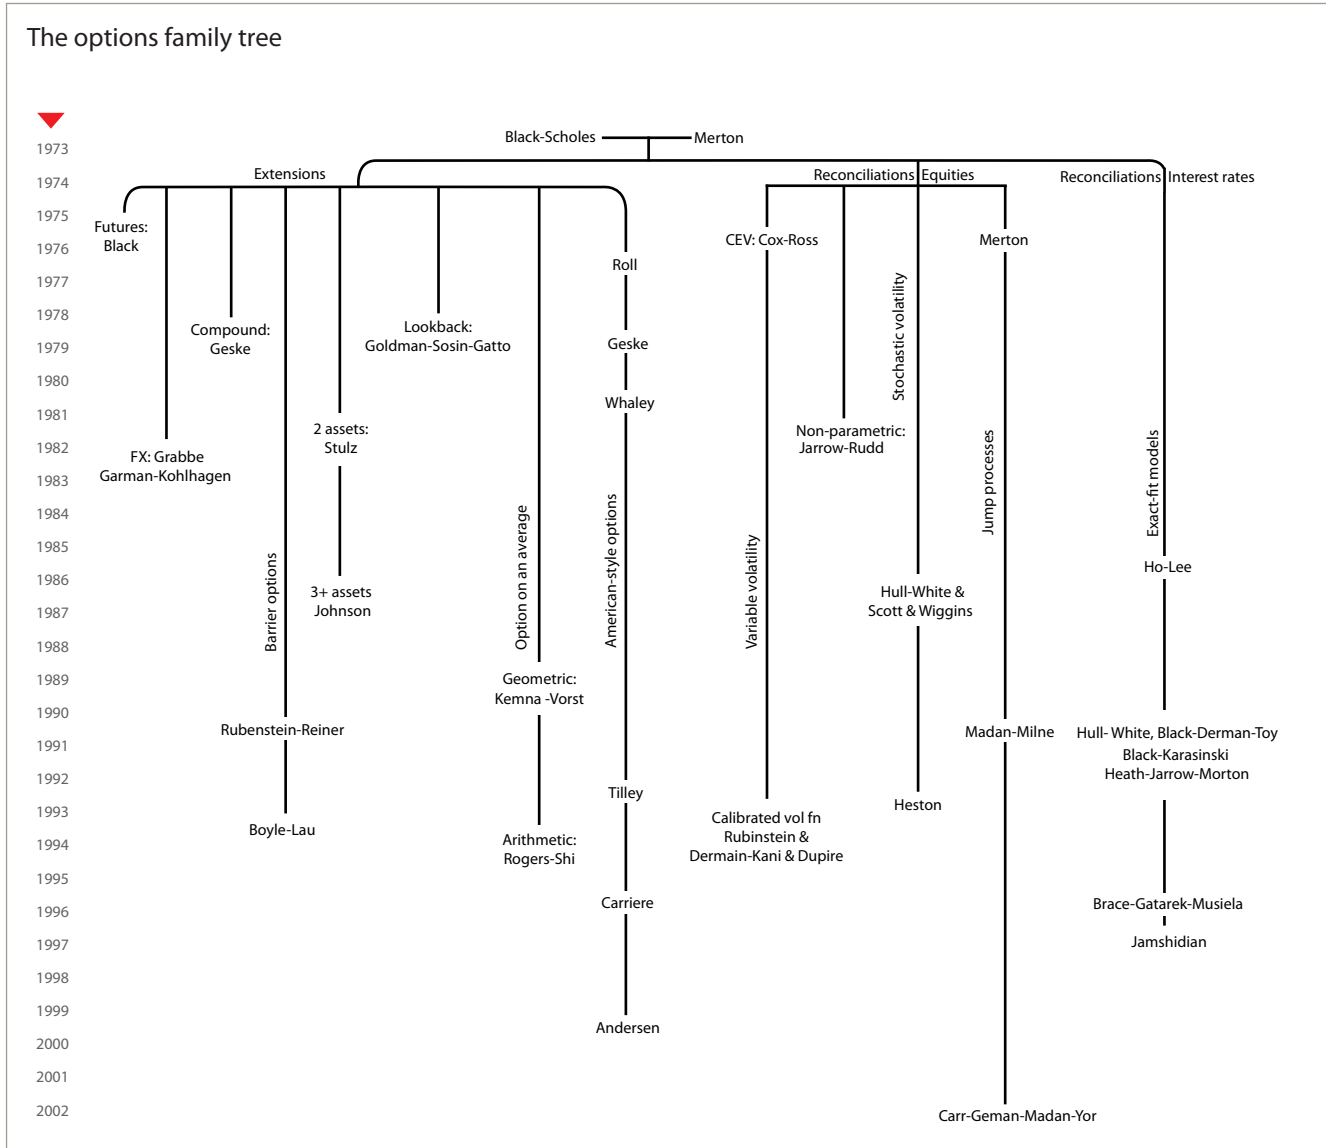 The options family tree
1973
1974
1975
1976
1977
1978
1979
1980
1981
1982
1983
1984
1985
1986
1987
1988
1989
1990
1991
1992
1993
1994
1995
1996
1997
1998
1999
2000
2001
2002
Black-Scholes
Merton
Extensions
Futures:
Black
FX: Grabbe
Garman-Kohlhagen
Compound:
Geske
Barrier options
Rubenstein-Reiner
Boyle-Lau
2 assets:
Stulz
3+ assets
Johnson
Lookback:
Goldman-Sosin-Gatto
Option on an average
Geometric:
Kemna -Vorst
Arithmetic:
Rogers-Shi
Roll
Geske
Whaley
American-style options
Tilley
Carriere
Andersen
Reconciliations Equities
CEV: Cox-Ross
Variable volatility
Calibrated vol fn
Rubinstein &
Dermain-Kani & Dupire
Non-parametric:
Jarrow-Rudd
Stochastic volatility
Hull-White &
Scott & Wiggins
Heston
Merton
Jump processes
Madan-Milne
Carr-Geman-Madan-Yor
Reconciliations Interest rates
Exact-fit models
Ho-Lee
Hull- White, Black-Derman-Toy
Black-Karasinski
Heath-Jarrow-Morton
Brace-Gatarek-Musiela
Jamshidian